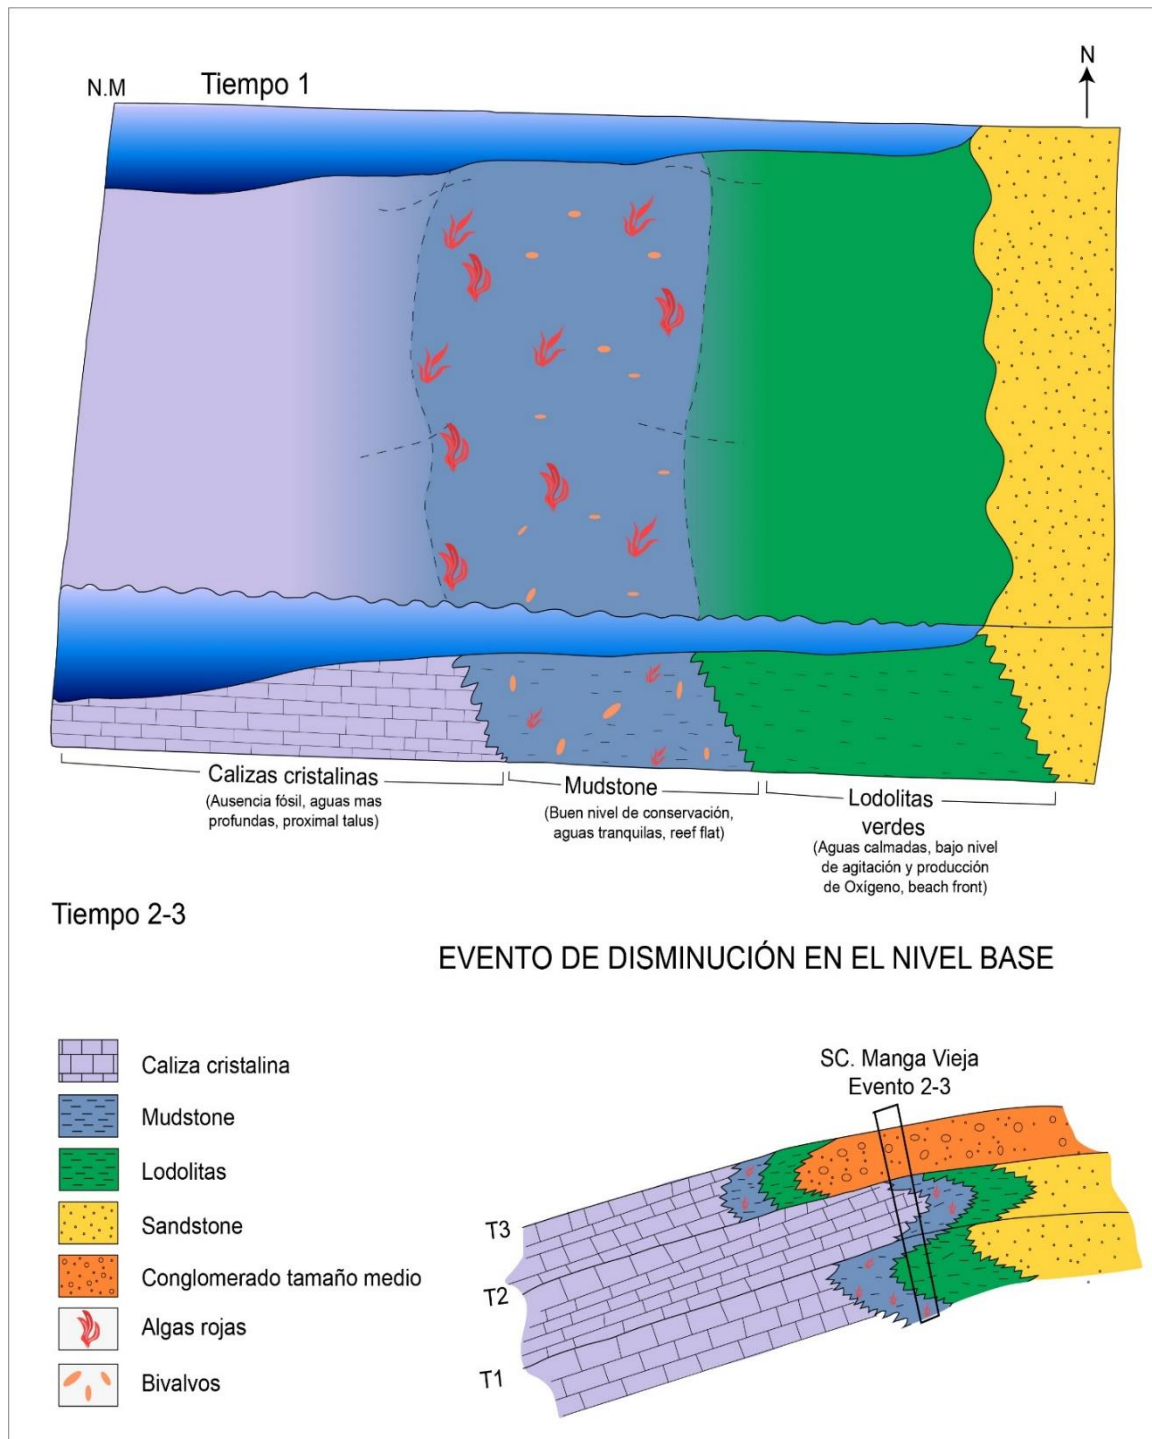 Tiempo 1
N.M
N
Calizas cristalinas
(Ausencia fósil, aguas mas
profundas, proximal talus)
Mudstone
(Buen nivel de conservación,
aguas tranquilas, reef flat)
Lodolitas
verdes
(Aguas calmadas, bajo nivel
de agitación y producción
de Oxígeno, beach front)
Tiempo 2-3
EVENTO DE DISMINUCIÓN EN EL NIVEL BASE
Caliza cristalina
Mudstone
Lodolitas
Sandstone
Conglomerado tamaño medio
Algas rojas
Bivalvos
SC. Manga Vieja
Evento 2-3
T3
T2
T1